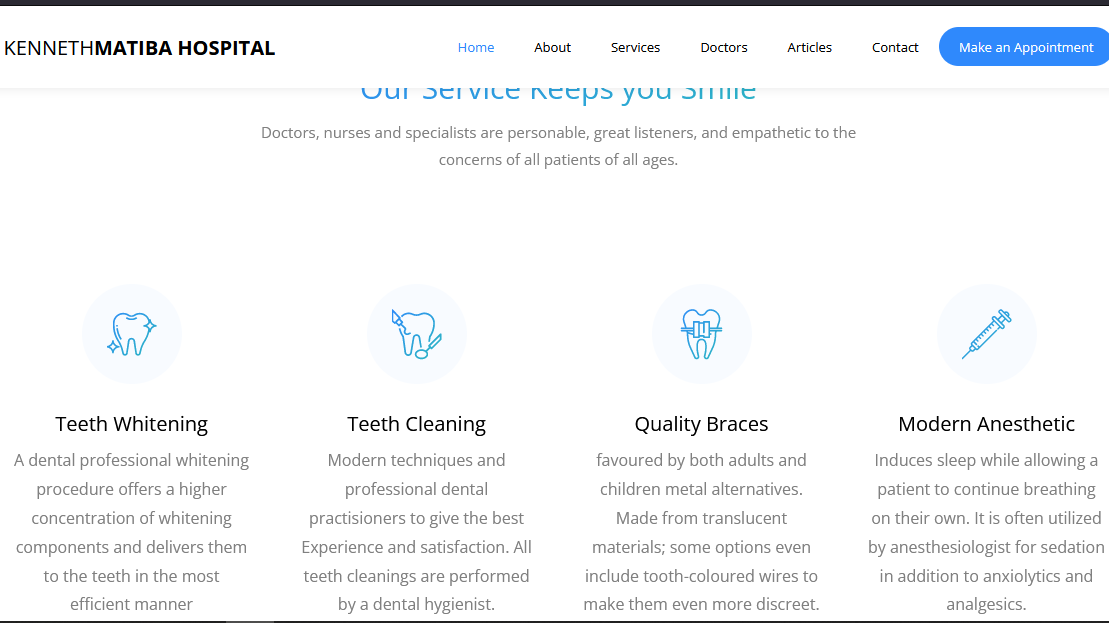 KENNETHMATIBA HOSPITAL
Home About Services Doctors Articles Contact Make an Appointment
Our Service Keeps you Smile
Doctors, nurses and specialists are personable, great listeners, and empathetic to the
concerns of all patients of all ages.
Teeth Whitening
A dental professional whitening
procedure offers a higher
concentration of whitening
components and delivers them
to the teeth in the most
efficient manner
Teeth Cleaning
Modern techniques and
professional dental
practisioners to give the best
Experience and satisfaction. All
teeth cleanings are performed
by a dental hygienist.
Quality Braces
favoured by both adults and
children metal alternatives.
Made from translucent
materials; some options even
include tooth-coloured wires to
make them even more discreet.
Modern Anesthetic
Induces sleep while allowing a
patient to continue breathing
on their own. It is often utilized
by anesthesiologist for sedation
in addition to anxiolytics and
analgesics.